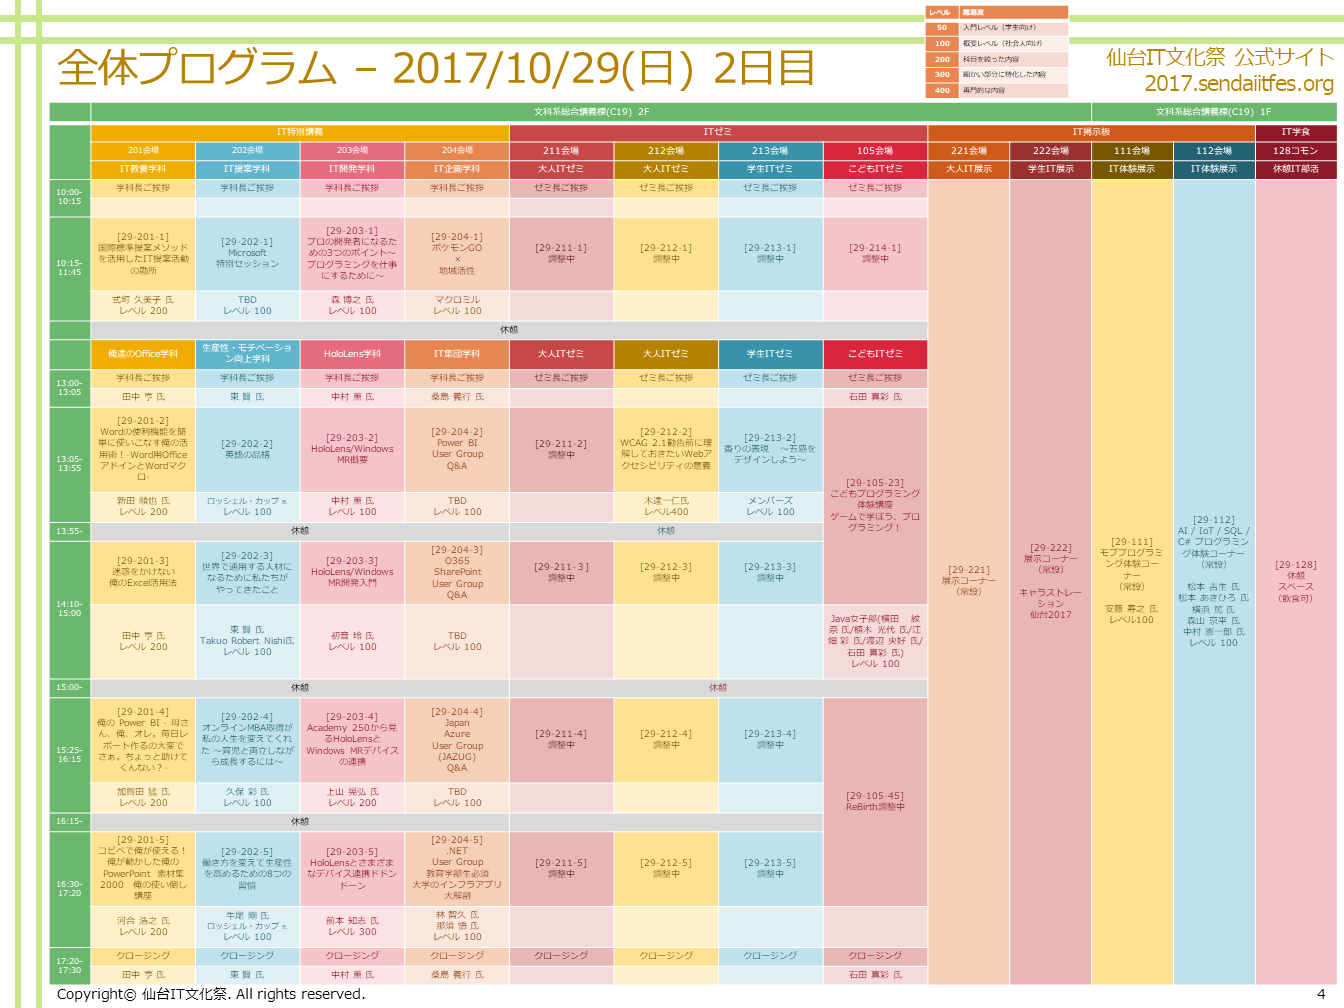 レベル 難易度
50 入門レベル（学生向け）
100 概要レベル（社会人向け）
200 科目を絞った内容
300 細かい部分に特化した内容
400 専門的な内容
全体プログラム – 2017/10/29(日) 2日目
仙台IT文化祭 公式サイト
2017.sendaiitfes.org
文科系総合講義棟(C19) 2F
文科系総合講義棟(C19) 1F
IT特別講義 ITゼミ IT掲示板 IT学食
201会場 202会場 203会場 204会場 211会場 212会場 213会場 105会場 221会場 222会場 111会場 112会場 128コモン
IT教養学科 IT提案学科 IT開発学科 IT企画学科 大人ITゼミ 大人ITゼミ 学生ITゼミ こどもITゼミ 大人IT展示 学生IT展示 IT体験展示 IT体験展示 休憩IT部活
10:00-
10:15
学科長ご挨拶 学科長ご挨拶 学科長ご挨拶 学科長ご挨拶 ゼミ長ご挨拶 ゼミ長ご挨拶 ゼミ長ご挨拶 ゼミ長ご挨拶
10:15-
11:45
[29-201-1]
国際標準提案メソッド
を活用したIT提案活動
の勘所
[29-202-1]
Microsoft
特別セッション
[29-203-1]
プロの開発者になるた
めの3つのポイント～
プログラミングを仕事
にするために～
[29-204-1]
ポケモンGO
×
地域活性
[29-211-1]
調整中
[29-212-1]
調整中
[29-213-1]
調整中
[29-214-1]
調整中
式町 久美子 氏
レベル 200
TBD
レベル 100
森 博之 氏
レベル 100
マクロミル
レベル 100
休憩
俺達のOffice学科
生産性・モチベーショ
ン向上学科
HoloLens学科
IT集団学科
大人ITゼミ
大人ITゼミ
学生ITゼミ
こどもITゼミ
13:00-
13:05
学科長ご挨拶 学科長ご挨拶 学科長ご挨拶 学科長ご挨拶 ゼミ長ご挨拶 ゼミ長ご挨拶 ゼミ長ご挨拶 ゼミ長ご挨拶
田中 亨 氏 東 賢 氏 中村 薫 氏 桑島 義行 氏 石田 真彩 氏
13:05-
13:55
[29-201-2]
Wordの便利機能を簡
単に使いこなす俺の活
用術！-Word用Office
アドインとWordマク
ロ-
[29-202-2]
英語の品格
[29-203-2]
HoloLens/Windows
MR概要
[29-204-2]
Power BI
User Group
Q&A
[29-211-2]
調整中
[29-212-2]
WCAG 2.1勧告前に理
解しておきたいWebア
クセシビリティの意義
[29-213-2]
香りの表現　～五感を
デザインしよう～
[29-105-23]
こどもプログラミング
体験講座
ゲームで学ぼう、プロ
グラミング！
新田 順也 氏
レベル 200
ロッシェル・カップ 氏
レベル 100
中村 薫 氏
レベル 100
TBD
レベル 100
木達一仁氏
レベル400
メンバーズ
レベル 100
13:55-
休憩 休憩
14:10-
15:00
[29-201-3]
迷惑をかけない
俺のExcel活用法
[29-202-3]
世界で通用する人材に
なるために私たちが
やってきたこと
[29-203-3]
HoloLens/Windows
MR開発入門
[29-204-3]
O365
SharePoint
User Group
Q&A
[29-211-3]
調整中
[29-212-3]
調整中
[29-213-3]
調整中
田中 亨 氏
レベル 200
東 賢 氏
Takuo Robert Nishi氏
レベル 100
初音 玲 氏
レベル 100
TBD
レベル 100
Java女子部(横田　紋
奈 氏/植木 光代 氏/江
畑 彩 氏/渡辺 央好 氏/
石田 真彩 氏)
レベル 100
15:00-
休憩 休憩
15:25-
16:15
[29-201-4]
俺の Power BI - 母さ
ん、俺、オレ。毎日レ
ポート作るの大変で
さぁ。ちょっと助けて
くんない？-
[29-202-4]
オンラインMBA取得が
私の人生を変えてくれ
た ～育児と両立しなが
ら成長するには～
[29-203-4]
Academy 250から見
るHoloLensと
Windows MRデバイス
の連携
[29-204-4]
Japan
Azure
User Group
(JAZUG)
Q&A
[29-211-4]
調整中
[29-212-4]
調整中
[29-213-4]
調整中
[29-105-45]
ReBirth調整中
加賀田 猛 氏
レベル 200
久保 彩 氏
レベル 100
上山 晃弘 氏
レベル 200
TBD
レベル 100
16:15-
休憩
16:30-
17:20
[29-201-5]
コピペで俺が使える！
俺が動かした俺の
PowerPoint 素材集
2000　俺の使い倒し
講座
[29-202-5]
働き方を変えて生産性
を高めるための8つの
習慣
[29-203-5]
HoloLensとさまざま
なデバイス連携ドドン
ドーン
[29-204-5]
.NET
User Group
教育学部生必須
大学のインフラアプリ
大解剖
[29-211-5]
調整中
[29-212-5]
調整中
[29-213-5]
調整中
河合 浩之 氏
レベル 200
牛尾 剛 氏
ロッシェル・カップ 氏
レベル 100
前本 知志 氏
レベル 300
林 智久 氏
那須 悟 氏
レベル 100
17:20-
17:30
クロージング クロージング クロージング クロージング クロージング クロージング クロージング クロージング
田中 亨 氏 東 賢 氏 中村 薫 氏 桑島 義行 氏 石田 真彩 氏
[29-221]
展示コーナー
（常設）
[29-222]
展示コーナー
（常設）
キャラストレー
ション
仙台2017
[29-111]
モブプログラミ
ング体験コー
ナー
（常設）
安藤 寿之 氏
レベル100
[29-112]
AI / IoT / SQL /
C# プログラミン
グ体験コーナー
（常設）
松本 吉生 氏
松本 あきひろ 氏
横浜 篤 氏
森山 京平 氏
中村 憲一郎 氏
レベル 100
[29-128]
休憩
スペース
（飲食可）
Copyright© 仙台IT文化祭. All rights reserved.
4